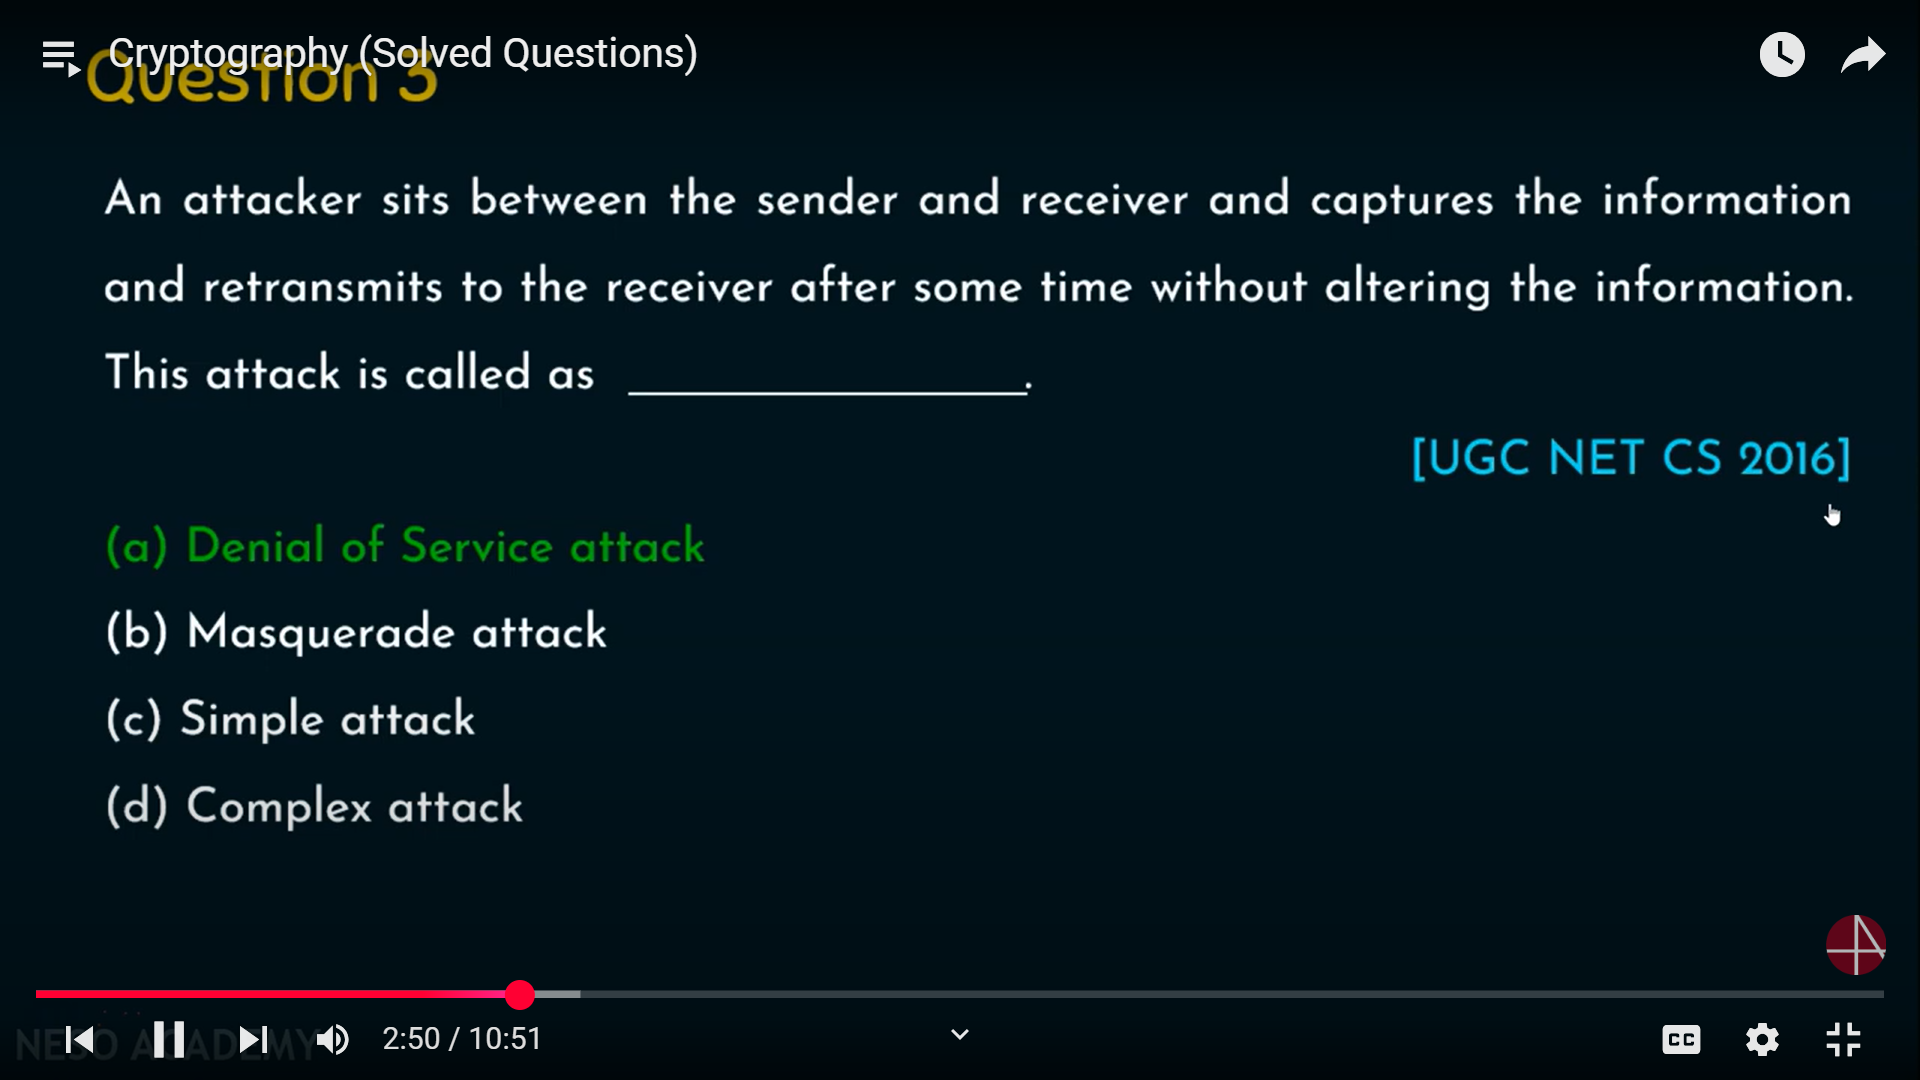 Cryptography (Solved Questions)
Question 3
An attacker sits between the sender and receiver and captures the information
and retransmits to the receiver after some time without altering the information.
This attack is called as ____________________.
[UGC NET CS 2016]
(a) Denial of Service attack
(b) Masquerade attack
(c) Simple attack
(d) Complex attack
NESO ACADEMY
2:50 / 10:51
CC